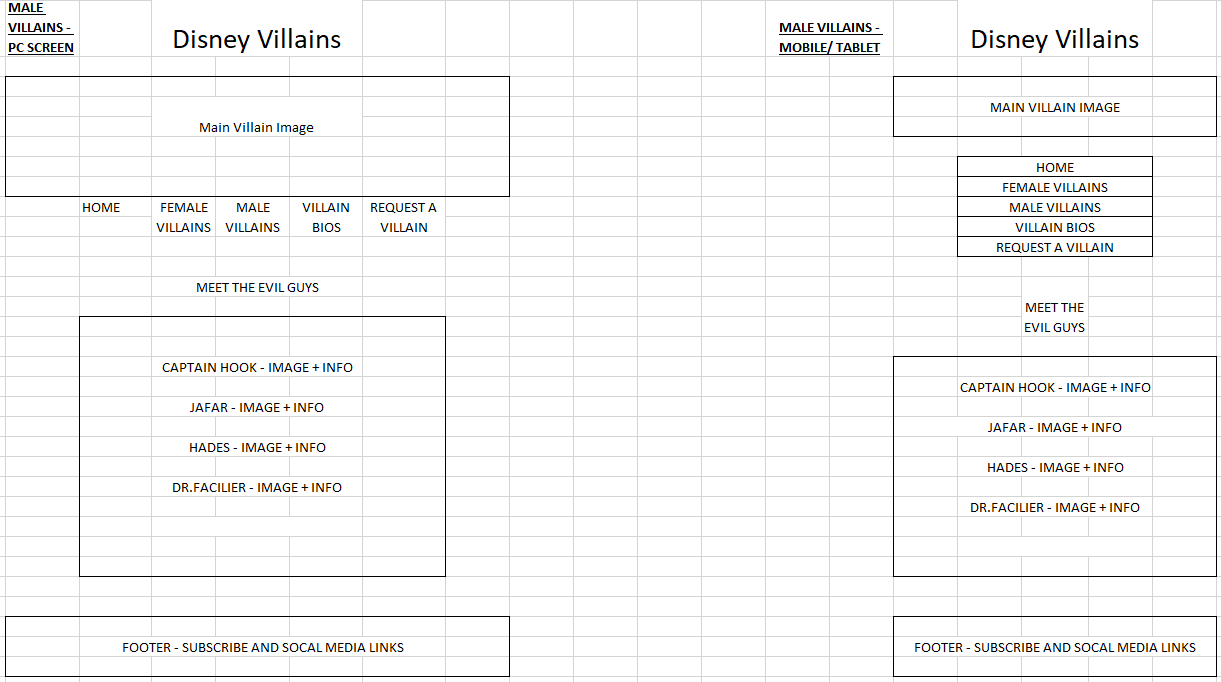 MALE
VILLAINS -
PC SCREEN
Disney Villains
Main Villain Image
HOME
FEMALE
VILLAINS
MALE
VILLAINS
VILLAIN
BIOS
REQUEST A
VILLAIN
MEET THE EVIL GUYS
CAPTAIN HOOK - IMAGE + INFO
JAFAR - IMAGE + INFO
HADES - IMAGE + INFO
DR.FACILIER - IMAGE + INFO
FOOTER - SUBSCRIBE AND SOCAL MEDIA LINKS
MALE VILLAINS -
MOBILE/ TABLET
Disney Villains
MAIN VILLAIN IMAGE
HOME
FEMALE VILLAINS
MALE VILLAINS
VILLAIN BIOS
REQUEST A VILLAIN
MEET THE
EVIL GUYS
CAPTAIN HOOK - IMAGE + INFO
JAFAR - IMAGE + INFO
HADES - IMAGE + INFO
DR.FACILIER - IMAGE + INFO
FOOTER - SUBSCRIBE AND SOCAL MEDIA LINKS